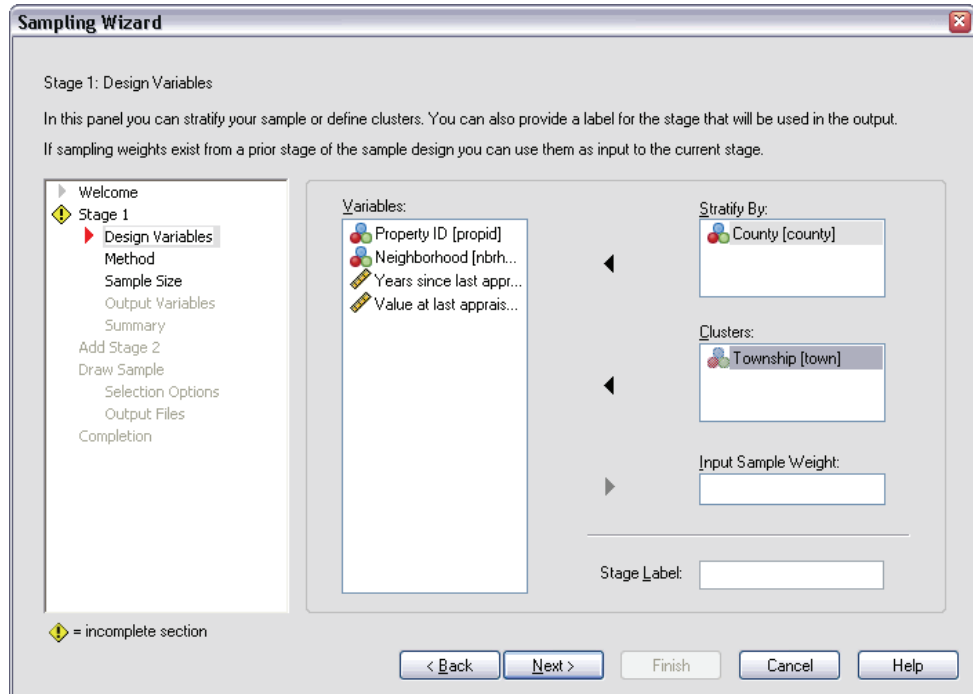 Sampling Wizard
Stage 1: Design Variables
In this panel you can stratify your sample or define clusters. You can also provide a label for the stage that will be used in the output.
If sampling weights exist from a prior stage of the sample design you can use them as input to the current stage.
Welcome
Stage 1
Design Variables
Method
Sample Size
Output Variables
Summary
Add Stage 2
Draw Sample
Selection Options
Output Files
Completion
! = incomplete section
Variables:
Property ID [propid]
Neighborhood [nbrh...
Years since last appr...
Value at last apprais...
Stratify By:
County [county]
Clusters:
Township [town]
Input Sample Weight:
Stage Label:
< Back
Next >
Finish
Cancel
Help